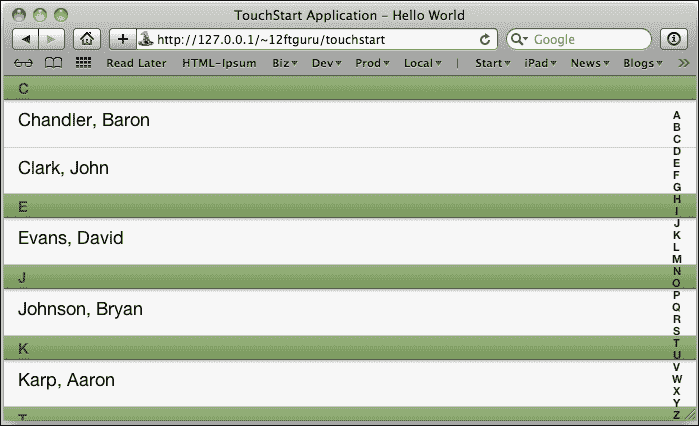 TouchStart Application – Hello World
http://127.0.0.1/~12ftguru/touchstart
Google
Read Later HTML-Ipsum Biz Dev Prod Local Start iPad News Blogs »
C
Chandler, Baron
Clark, John
E
Evans, David
J
Johnson, Bryan
K
Karp, Aaron
A
B
C
D
E
F
G
H
I
J
K
L
M
N
O
P
Q
R
S
T
U
V
W
X
Y
Z